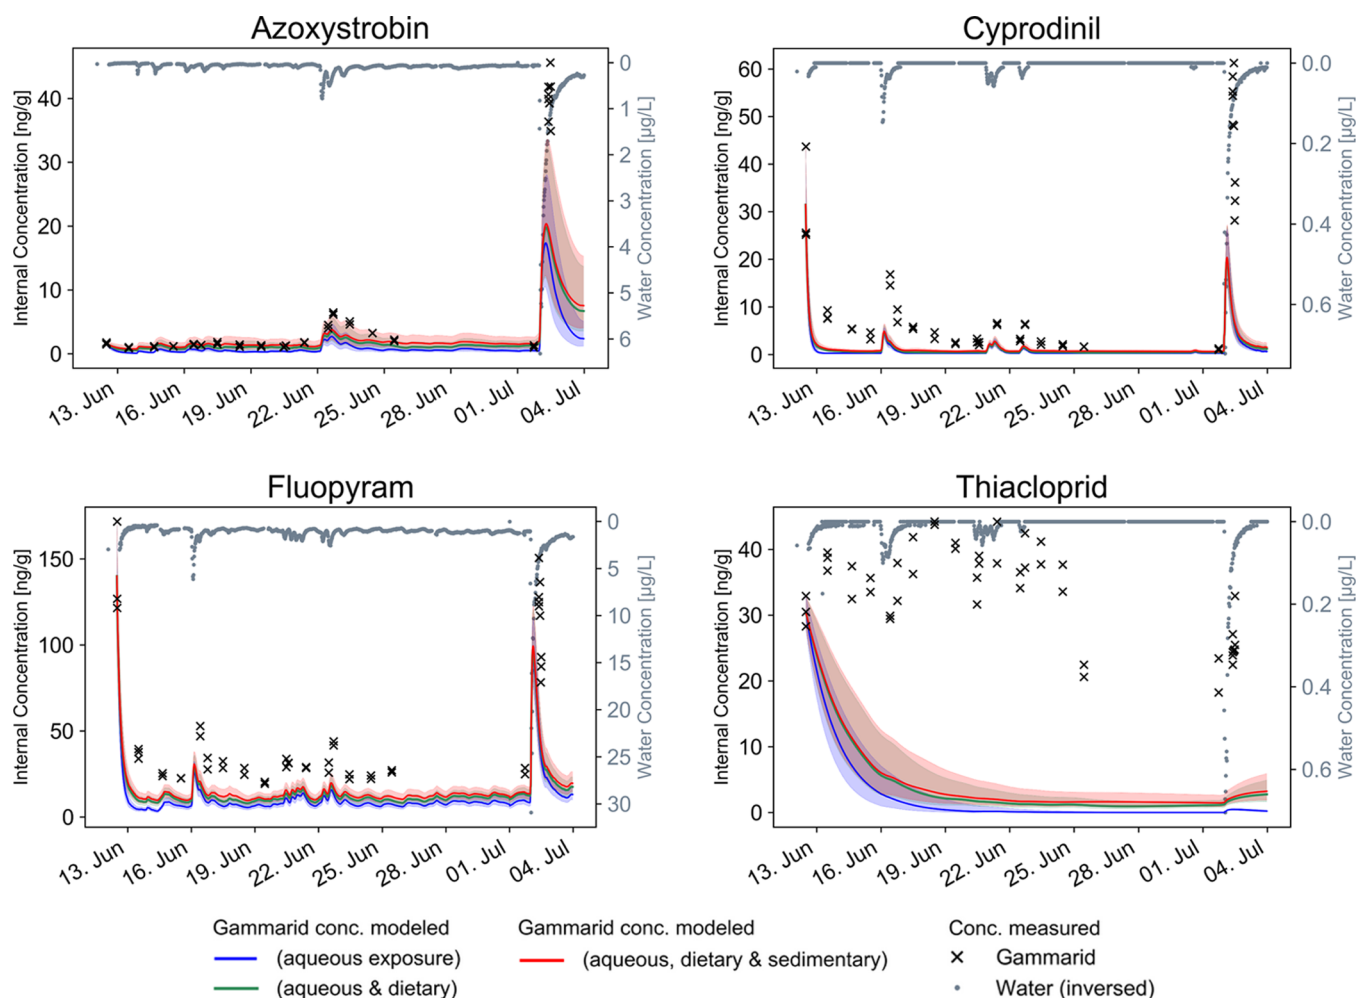 Azoxystrobin
Internal Concentration [ng/g]
40
30
20
10
0
0
1
2
3
4
5
6
Water Concentration [µg/L]
13. Jun
16. Jun
19. Jun
22. Jun
25. Jun
28. Jun
01. Jul
04. Jul
Cyprodinil
Internal Concentration [ng/g]
60
50
40
30
20
10
0
0.0
0.2
0.4
0.6
Water Concentration [µg/L]
13. Jun
16. Jun
19. Jun
22. Jun
25. Jun
28. Jun
01. Jul
04. Jul
Fluopyram
Internal Concentration [ng/g]
150
100
50
0
0
5
10
15
20
25
30
Water Concentration [µg/L]
13. Jun
16. Jun
19. Jun
22. Jun
25. Jun
28. Jun
01. Jul
04. Jul
Thiacloprid
Internal Concentration [ng/g]
40
30
20
10
0
0.0
0.2
0.4
0.6
Water Concentration [µg/L]
13. Jun
16. Jun
19. Jun
22. Jun
25. Jun
28. Jun
01. Jul
04. Jul
Gammarid conc. modeled
(aqueous exposure)
(aqueous & dietary)
Gammarid conc. modeled
(aqueous, dietary & sedimentary)
Conc. measured
Gammarid
Water (inversed)